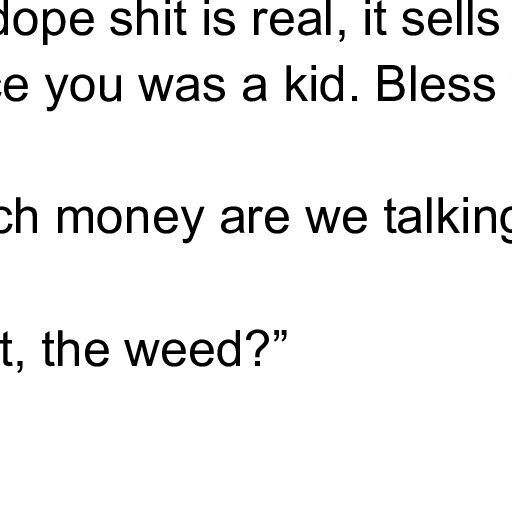 dope shit is real, it sells
ce you was a kid. Bless
ch money are we talking
t, the weed?”